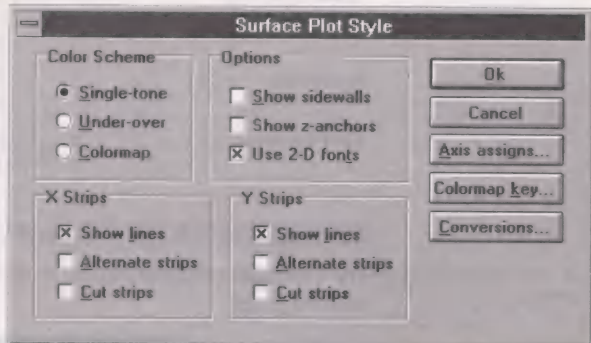 Surface Plot Style
Color Scheme
Single-tone
Under-over
Colormap
Options
Show sidewalls
Show z-anchors
Use 2-D fonts
Ok
Cancel
Axis assigns...
Colormap key...
Conversions...
X Strips
Show lines
Alternate strips
Cut strips
Y Strips
Show lines
Alternate strips
Cut strips